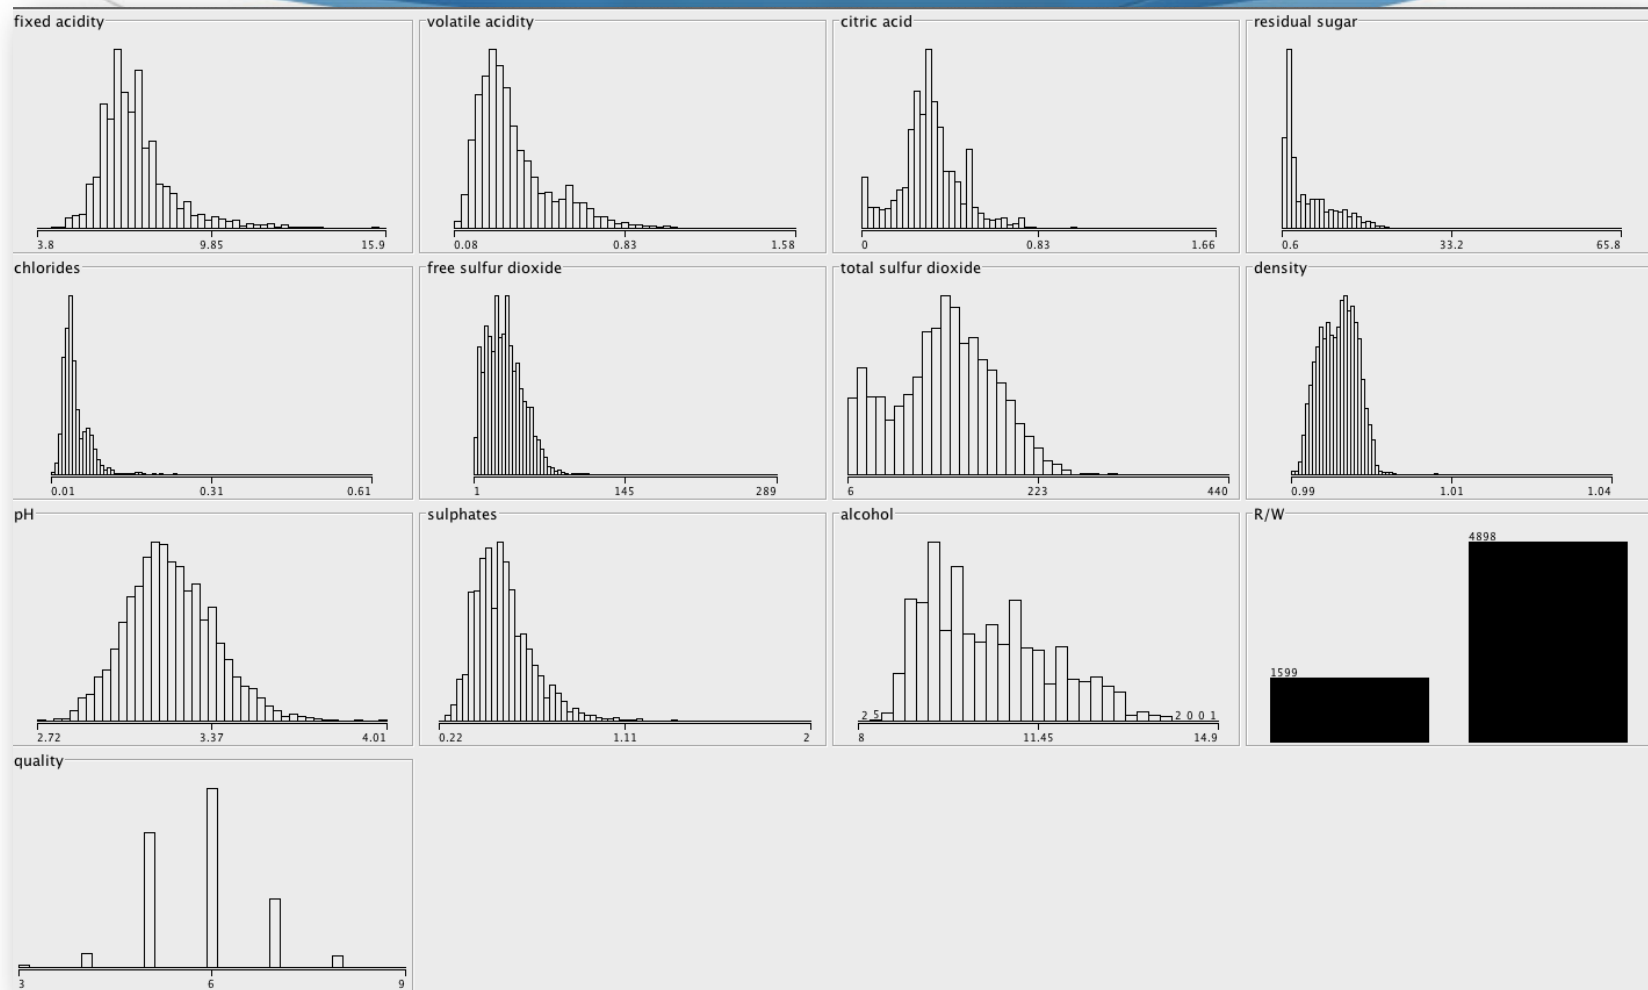 fixed acidity
3.8 9.85 15.9
volatile acidity
0.08 0.83 1.58
citric acid
0 0.83 1.66
residual sugar
0.6 33.2 65.8
chlorides
0.01 0.31 0.61
free sulfur dioxide
1 145 289
total sulfur dioxide
6 223 440
density
0.99 1.01 1.04
pH
2.72 3.37 4.01
sulphates
0.22 1.11 2
alcohol
2 5 2 0 0 1
8 11.45 14.9
R/W
4898
1599
quality
3 6 9